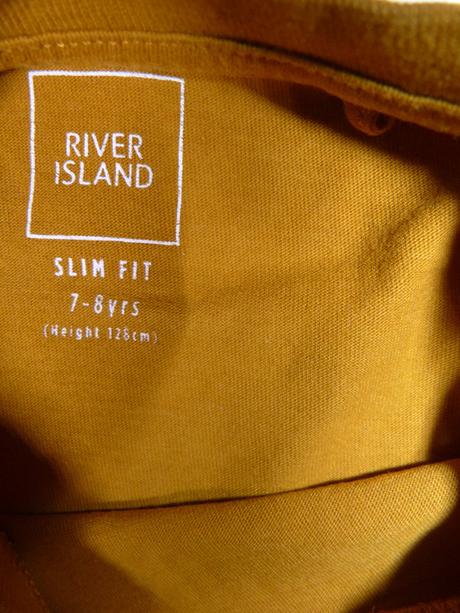 RIVER
ISLAND
SLIM FIT
7-8yrs
(Height 128cm)